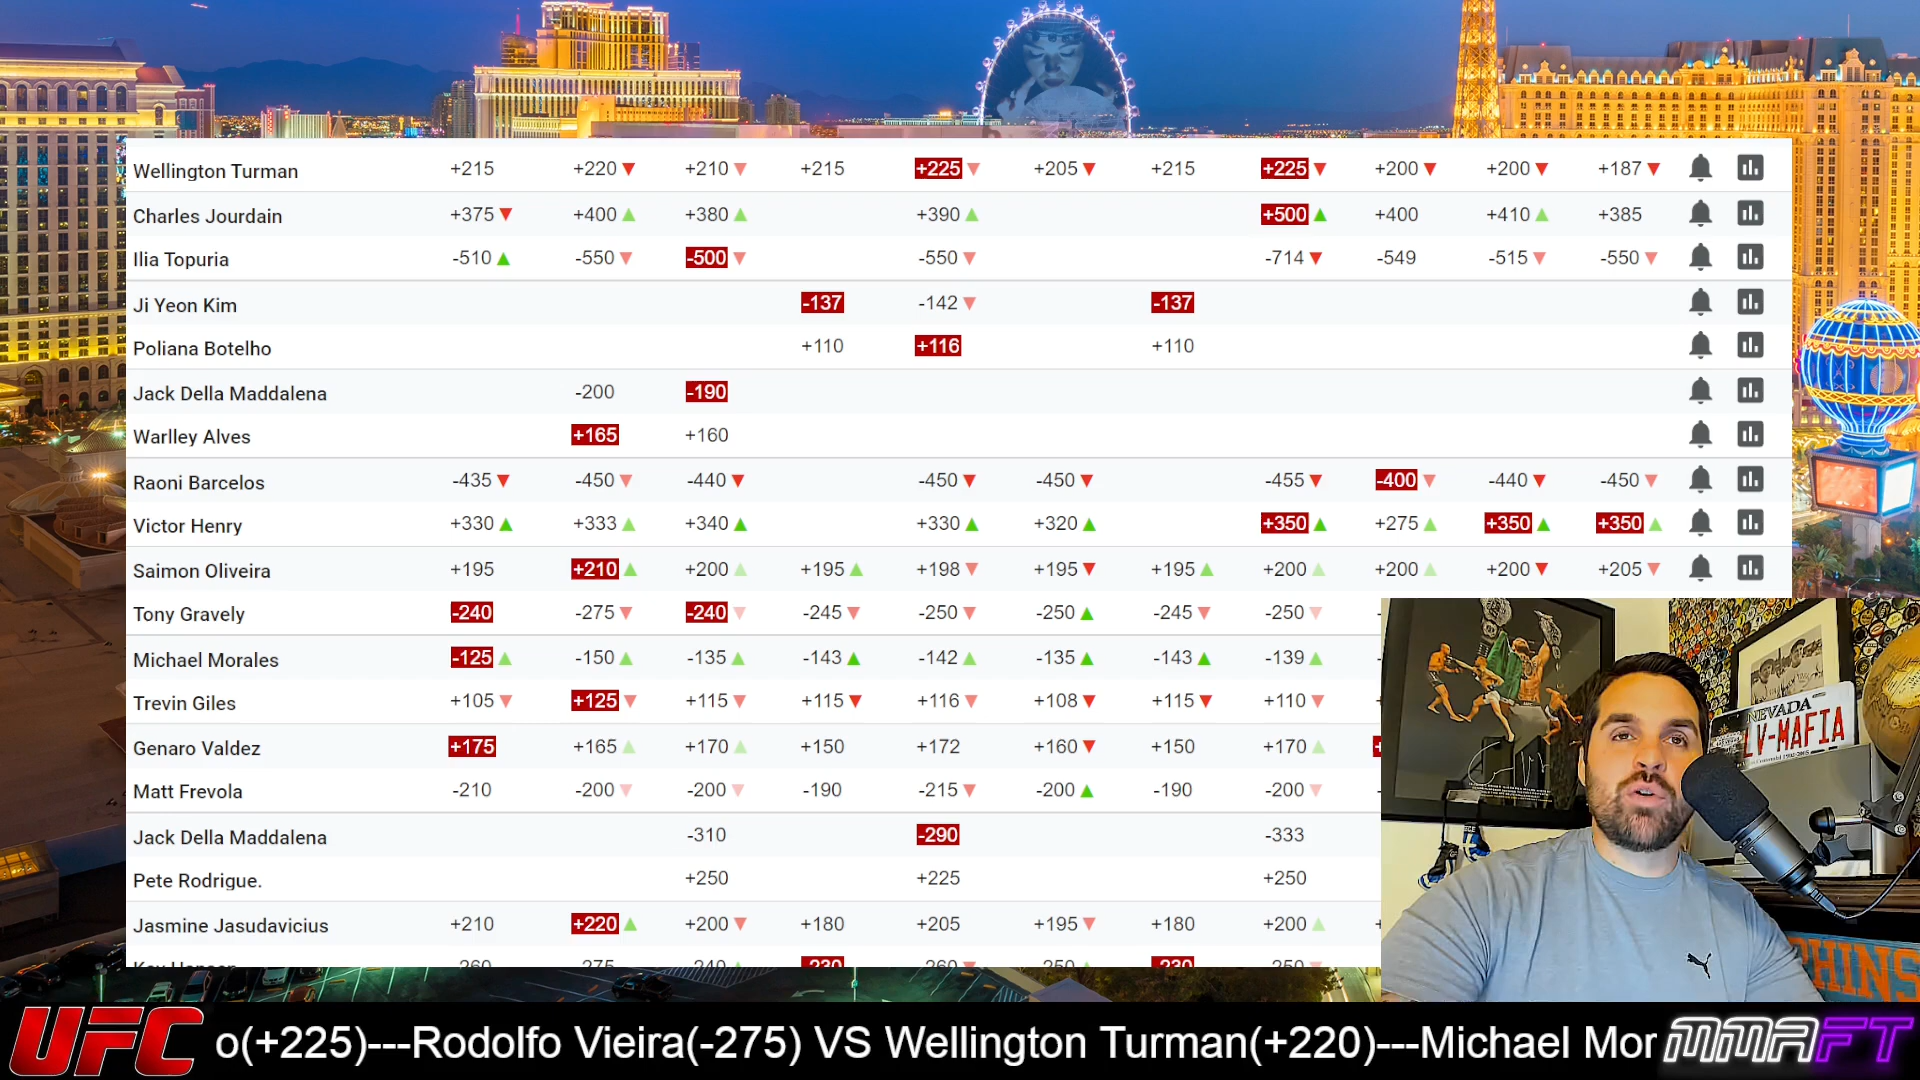 Wellington Turman +215 +220 +210 +215 +225 +205 +215 +225 +200 +200 +187
Charles Jourdain +375 +400 +380 +390 +500 +400 +410 +385
Ilia Topuria -510 -550 -500 -550 -714 -549 -515 -550
Ji Yeon Kim -137 -142 -137
Poliana Botelho +110 +116 +110
Jack Della Maddalena -200 -190
Warlley Alves +165 +160
Raoni Barcelos -435 -450 -440 -450 -450 -455 -400 -440 -450
Victor Henry +330 +333 +340 +330 +320 +350 +275 +350 +350
Saimon Oliveira +195 +210 +200 +195 +198 +195 +195 +200 +200 +200 +205
Tony Gravely -240 -275 -240 -245 -250 -250 -245 -250
Michael Morales -125 -150 -135 -143 -142 -135 -143 -139
Trevin Giles +105 +125 +115 +115 +116 +108 +115 +110
Genaro Valdez +175 +165 +170 +150 +172 +160 +150 +170
Matt Frevola -210 -200 -200 -190 -215 -200 -190 -200
Jack Della Maddalena -310 -290 -333
Pete Rodrigue. +250 +225 +250
Jasmine Jasudavicius +210 +220 +200 +180 +205 +195 +180 +200
NEVADA
LV-MAFIA
PHINS
UFC o(+225)---Rodolfo Vieira(-275) VS Wellington Turman(+220)---Michael Mor MMAFT